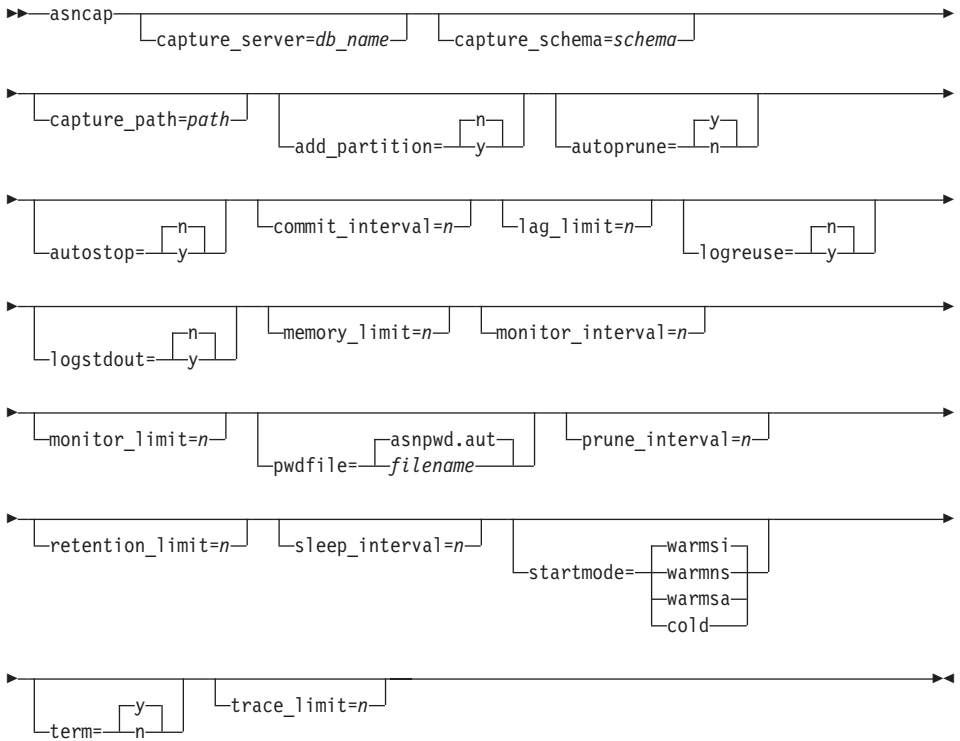 asncap
capture_server=db_name capture_schema=schema
capture_path=path
n
add_partition= y
y
autoprune= n
n
autostop= y
commit_interval=n lag_limit=n
n
logreuse= y
n
logstdout= y
memory_limit=n monitor_interval=n
monitor_limit=n
asnpwd.aut
pwdfile= filename
prune_interval=n
retention_limit=n sleep_interval=n
warmsi
startmode= warmns
warmsa
cold
y
term= n
trace_limit=n